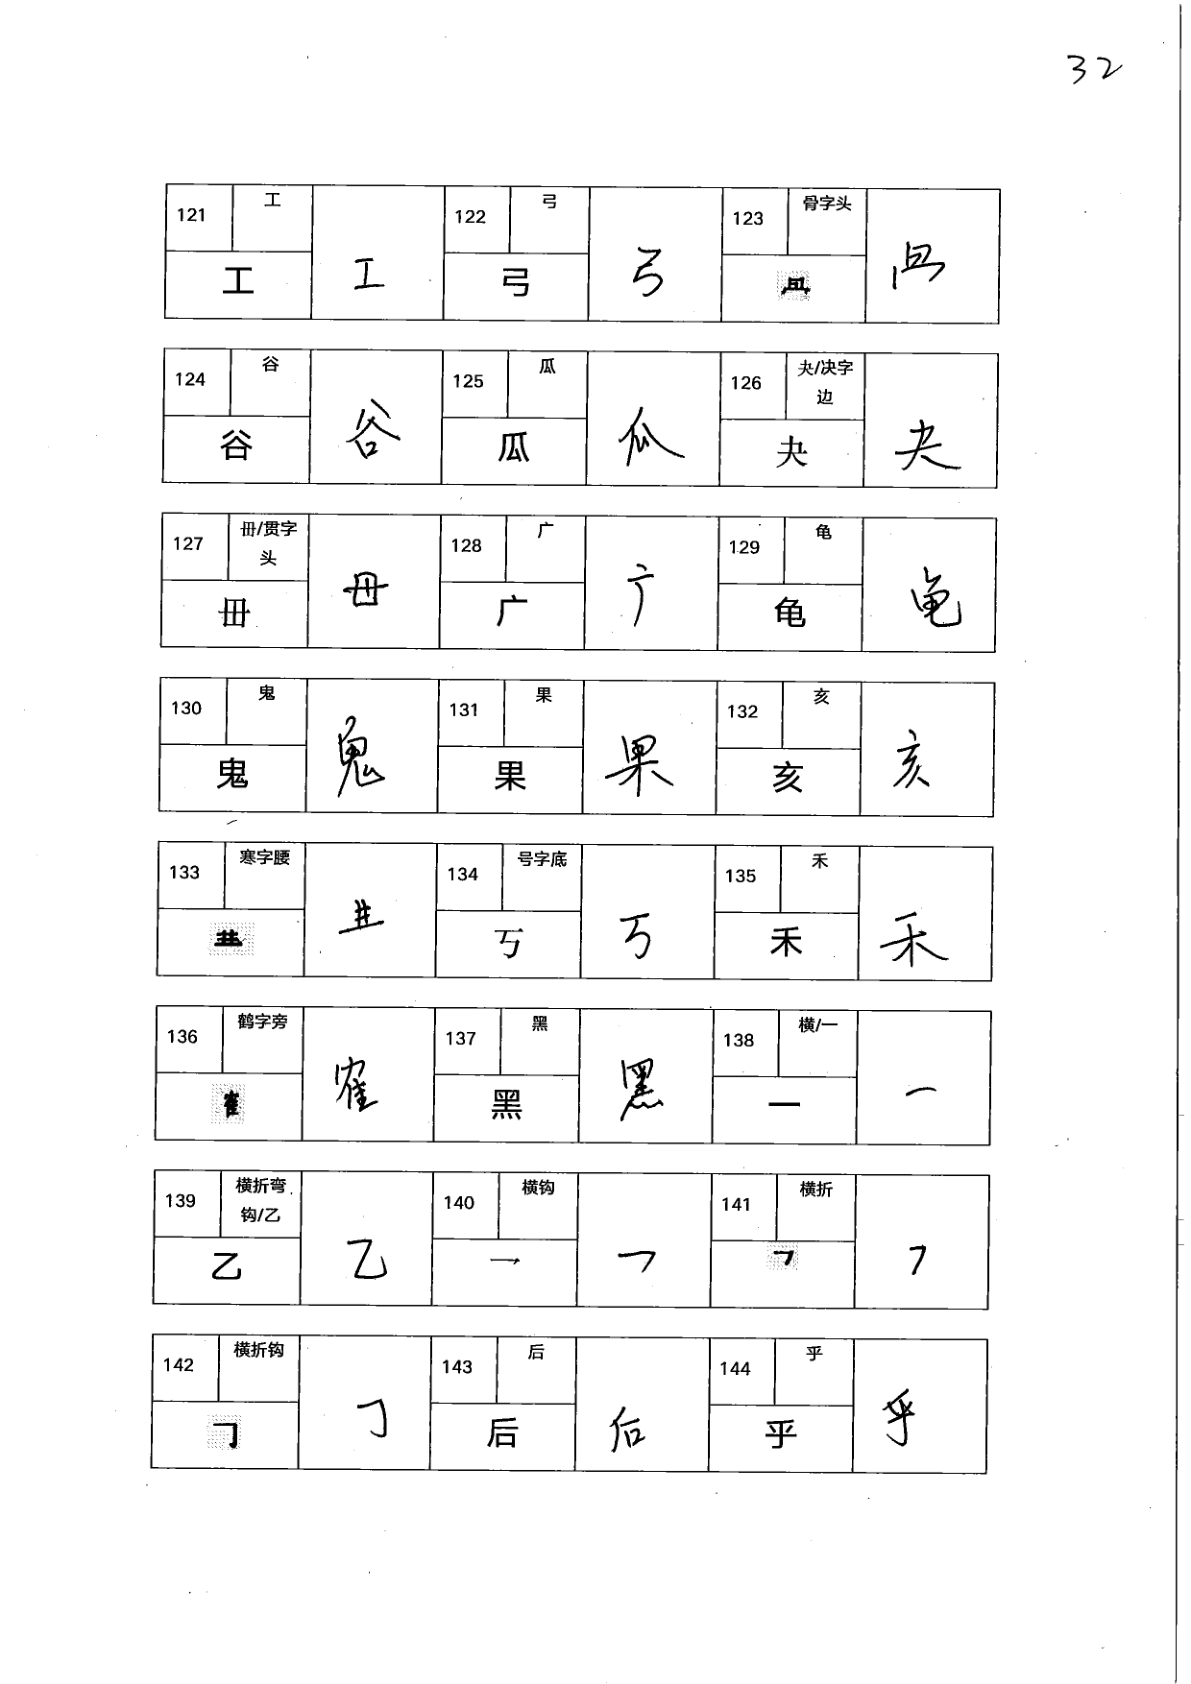 32
121 工 122 弓 123 骨字头
工 工 弓 弓
124 谷 125 瓜 126 夬/决字边
谷 谷 瓜 瓜 夬 夬
127 毌/贯字头 128 广 129 龟
毌 毌 广 广 龟 龟
130 鬼 131 果 132 亥
鬼 鬼 果 果 亥 亥
133 寒字腰 134 号字底 135 禾
丂 丂 禾 禾
136 鹤字旁 137 黑 138 横/一
隺 隺 黑 黑 一 一
139 横折弯钩/乙 140 横钩 141 横折
乙 乙 乛 乛 𠃍 𠃍
142 横折钩 143 后 144 乎
𠃌 𠃌 后 后 乎 乎